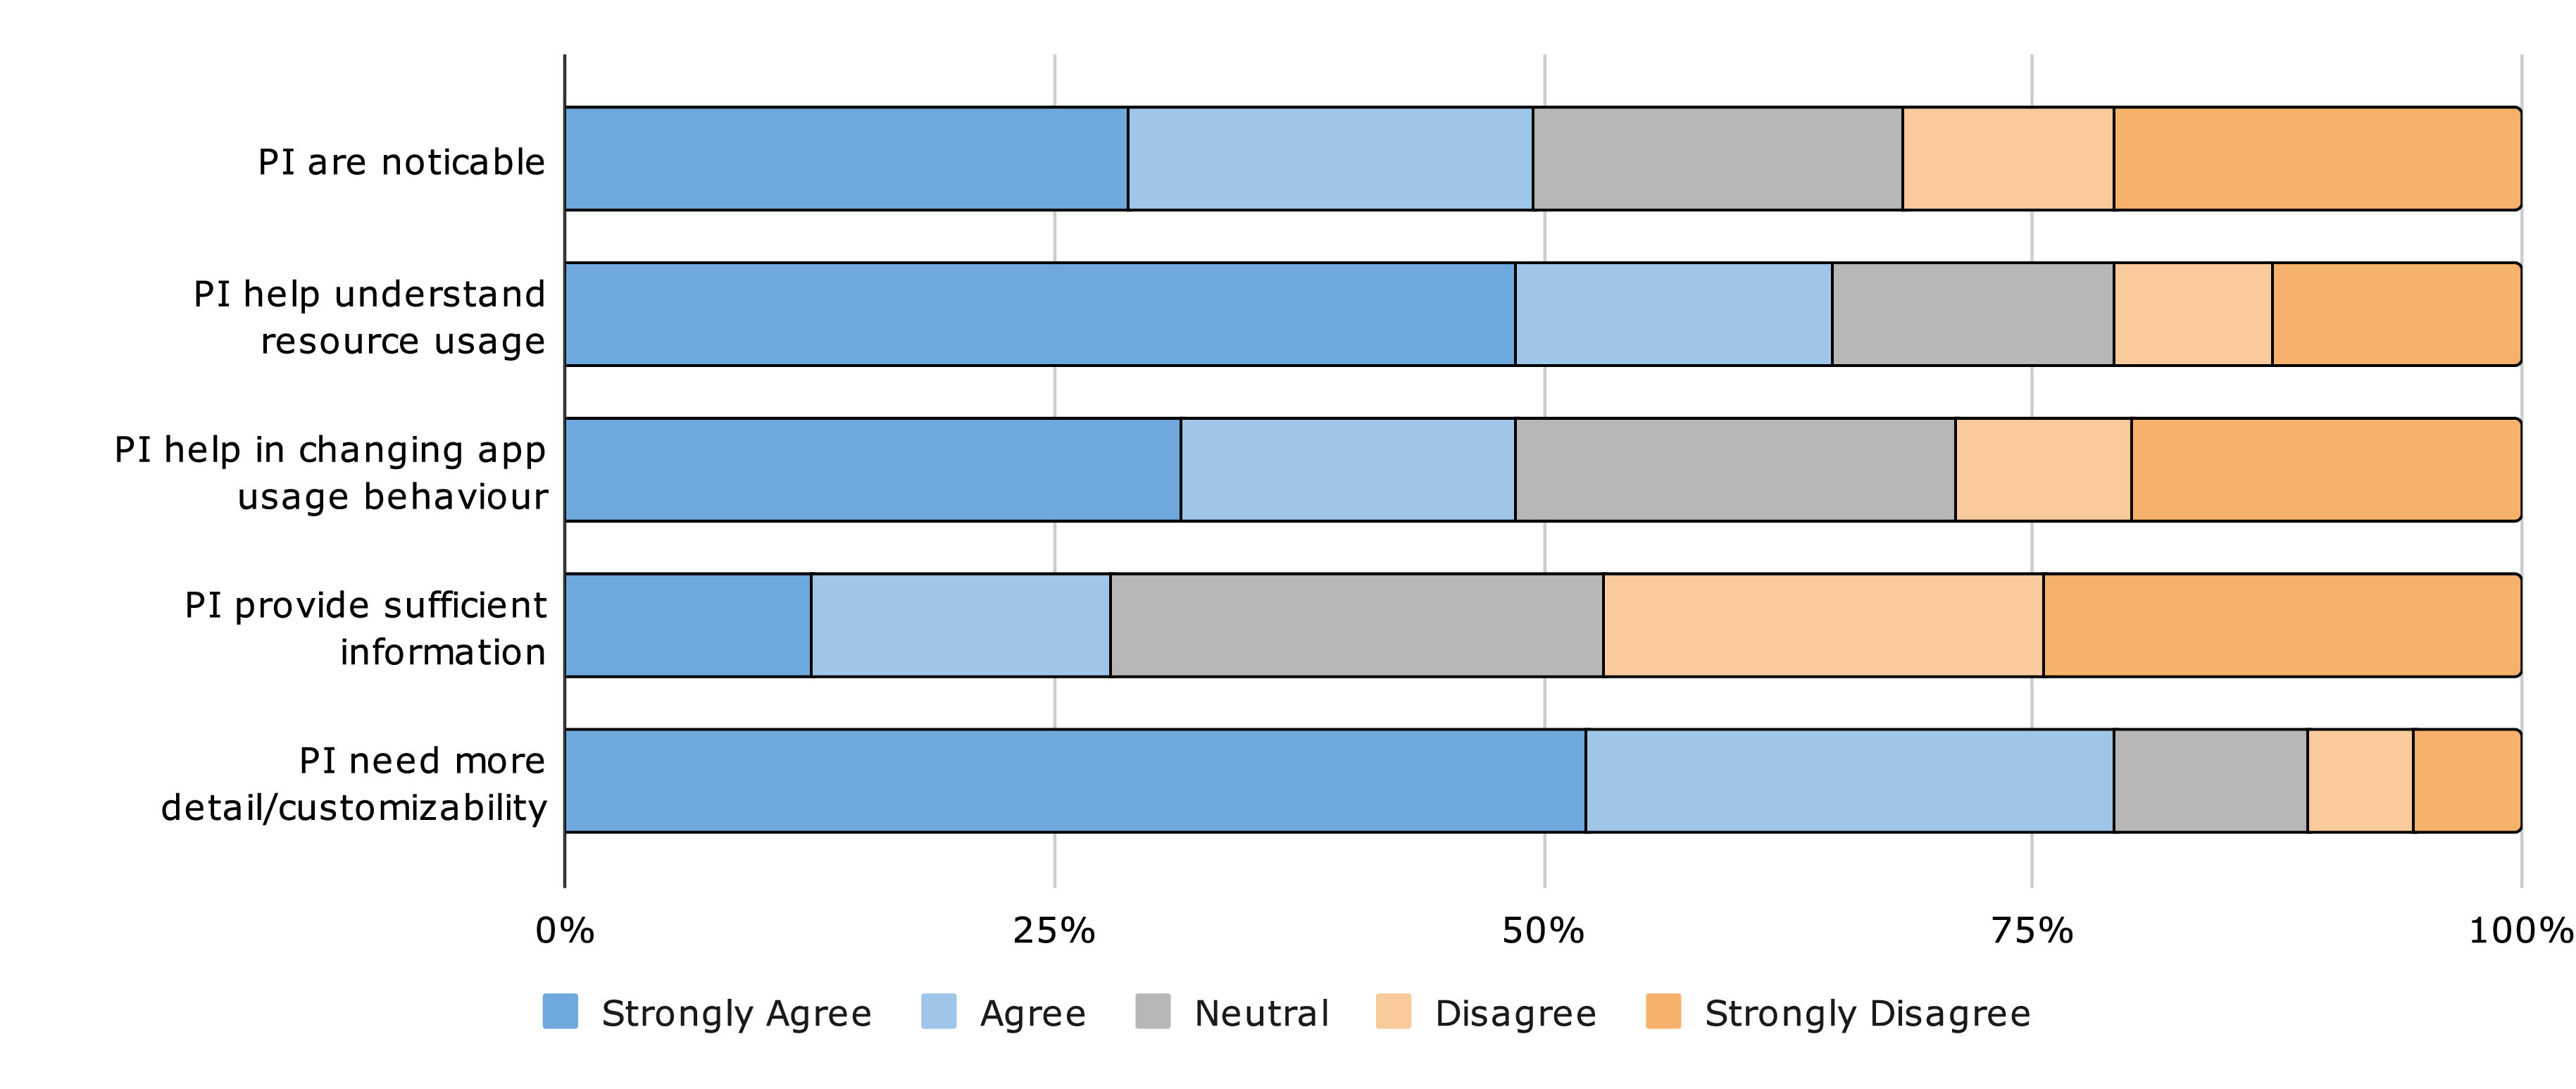 PI are noticable
PI help understand
resource usage
PI help in changing app
usage behaviour
PI provide sufficient
information
PI need more
detail/customizability
0% 25% 50% 75% 100%
Strongly Agree Agree Neutral Disagree Strongly Disagree